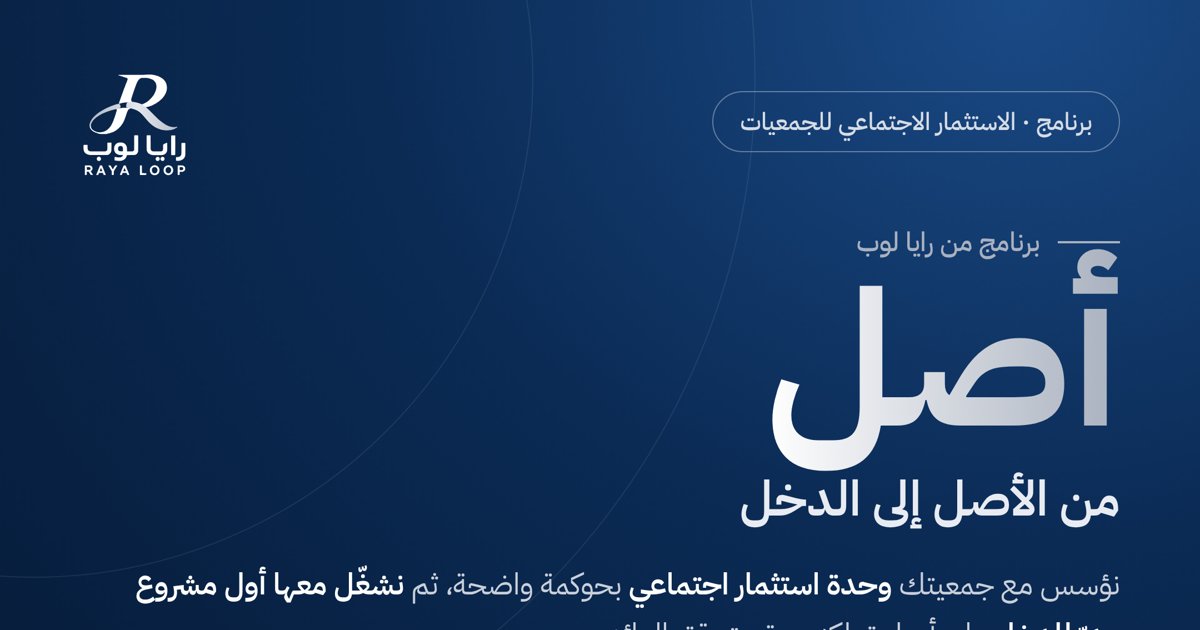 رايا لوب
RAYA LOOP
برنامج · الاستثمار الاجتماعي للجمعيات
برنامج من رايا لوب
أصل
من الأصل إلى الدخل
نؤسس مع جمعيتك وحدة استثمار اجتماعي بحوكمة واضحة، ثم نشغّل معها أول مشروع